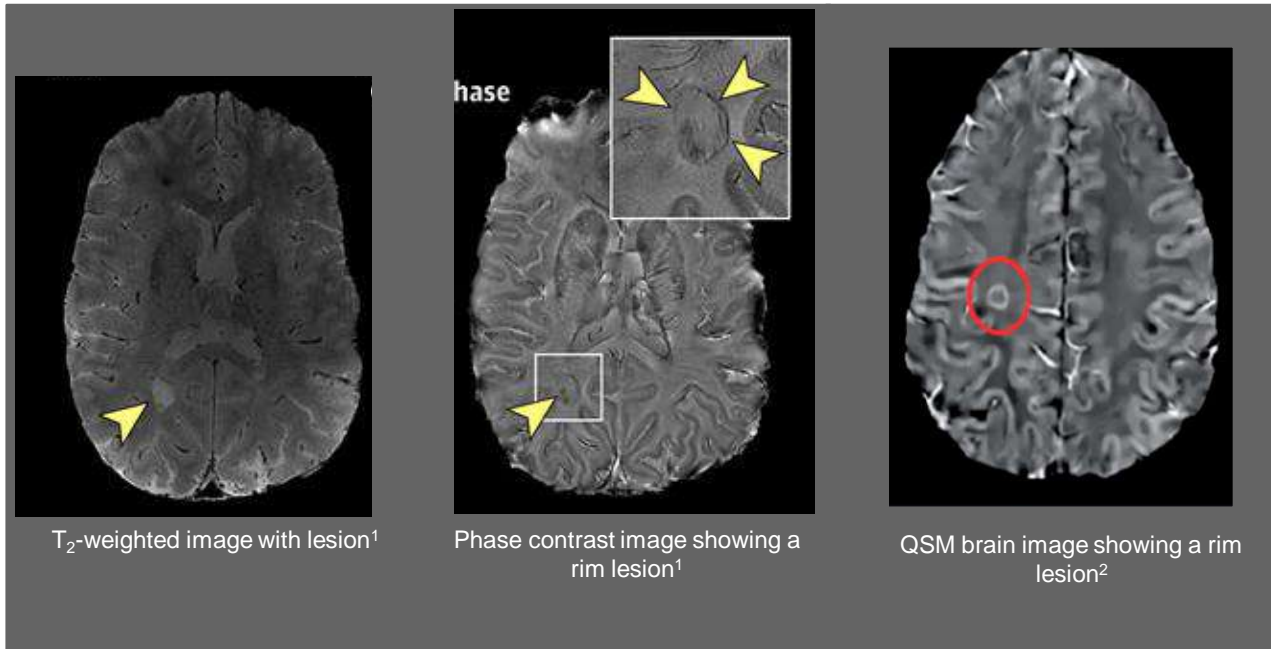 hase
T₂-weighted image with lesion¹
Phase contrast image showing a
rim lesion¹
QSM brain image showing a rim
lesion²